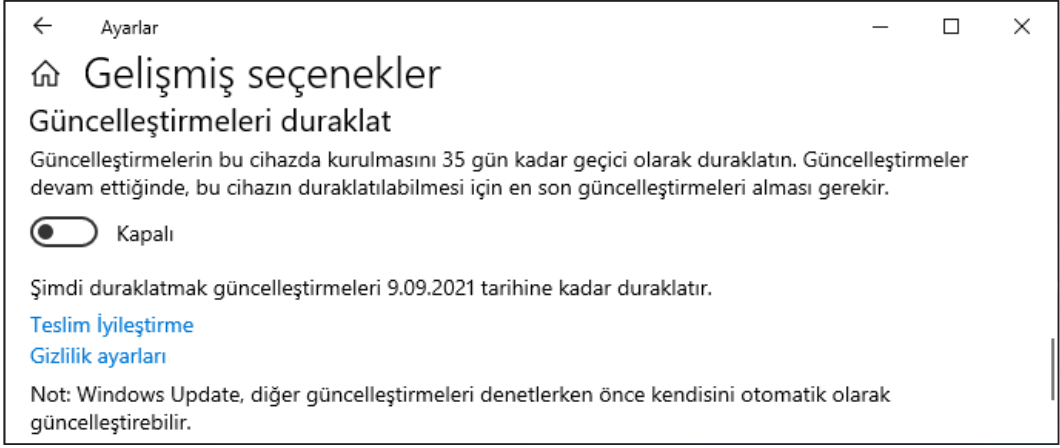 Ayarlar
Gelişmiş seçenekler
Güncelleştirmeleri duraklat
Güncelleştirmelerin bu cihazda kurulmasını 35 gün kadar geçici olarak duraklatın. Güncelleştirmeler
devam ettiğinde, bu cihazın duraklatılabilmesi için en son güncelleştirmeleri alması gerekir.
Kapalı
Şimdi duraklatmak güncelleştirmeleri 9.09.2021 tarihine kadar duraklatır.
Teslim İyileştirme
Gizlilik ayarları
Not: Windows Update, diğer güncelleştirmeleri denetlerken önce kendisini otomatik olarak
güncelleştirebilir.